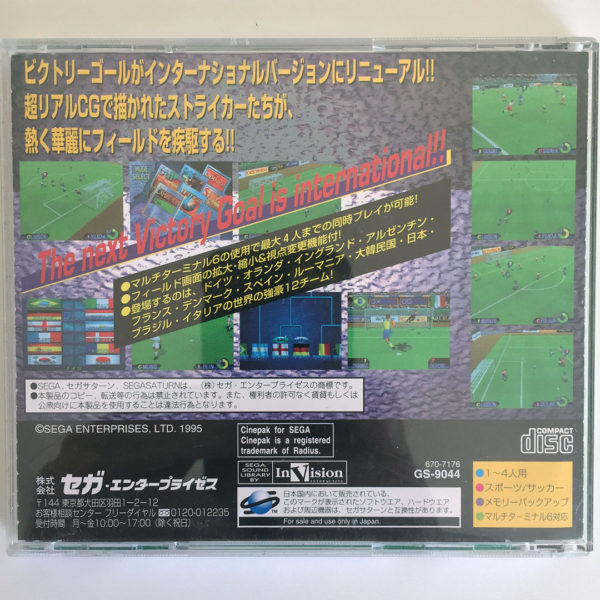 ビクトリーゴールがインターナショナルバージョンにリニューアル!!
超リアルCGで描かれたストライカーたちが、
熱く華麗にフィールドを疾駆する!!
MODE SELECT
The next Victory Goal is international!!
●マルチターミナル6の使用で最大4人までの同時プレイが可能!
●フィールド画面の拡大・縮小&視点変更機能付!
●登場するのは、ドイツ・オランダ・イングランド・アルゼンチン・
フランス・デンマーク・スペイン・ルーマニア・大韓民国・日本・
ブラジル・イタリアの世界の強豪12チーム!
●SEGA、セガサターン、SEGASATURNは、(株)セガ・エンタープライゼスの商標です。
●本製品のコピー、転送等の行為は禁止されています。また、権利者の許可なく賃貸もしくは
公衆向けに本製品を使用することは違法行為となります。
©SEGA ENTERPRISES, LTD. 1995
Cinepak for SEGA
Cinepak is a registered
trademark of Radius.
COMPACT
disc
670-7176
GS-9044
SEGA
SOUND
LIBRARY
BY
InVision
INTERACTIVE
株式会社 セガ・エンタープライゼス
〒144 東京都大田区羽田1-2-12
お客様相談センター フリーダイヤル 0120-012235
受付時間 月〜金10:00〜17:00(除く祝日)
日本国内において販売されている、
このマークが表示されたソフトウエア、ハードウエア
および周辺機器は、セガサターンと互換性があります。
For sale and use only in Japan.
●1〜4人用
●スポーツ/サッカー
●メモリーバックアップ
●マルチターミナル6対応